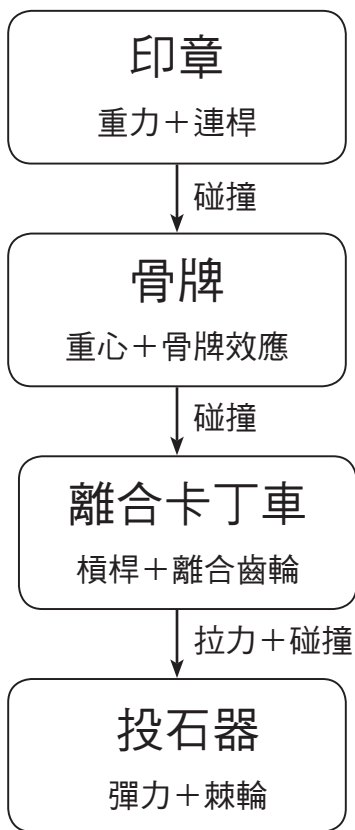 印章
重力＋連桿
碰撞
骨牌
重心＋骨牌效應
碰撞
離合卡丁車
槓桿＋離合齒輪
拉力＋碰撞
投石器
彈力＋棘輪